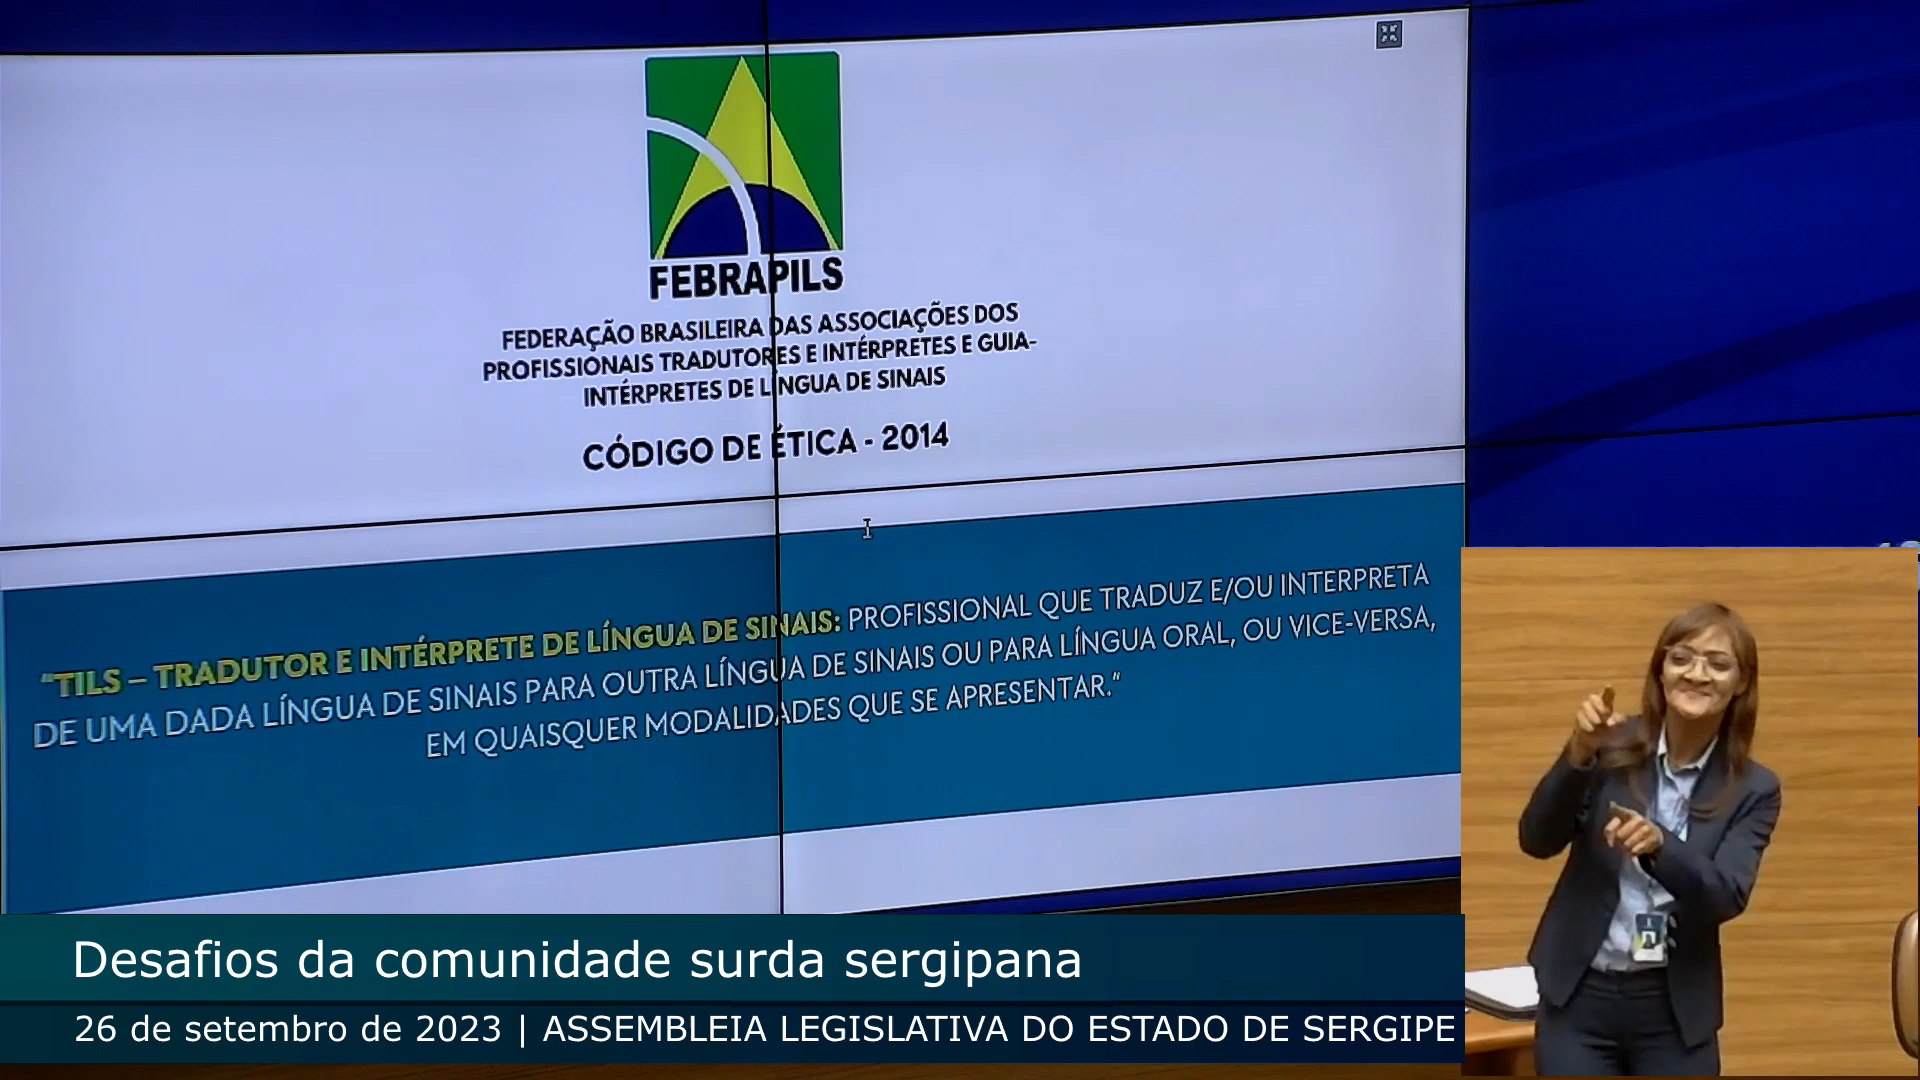 FEBRAPILS
FEDERAÇÃO BRASILEIRA DAS ASSOCIAÇÕES DOS
PROFISSIONAIS TRADUTORES E INTÉRPRETES E GUIA-
INTÉRPRETES DE LÍNGUA DE SINAIS
CÓDIGO DE ÉTICA - 2014
"TILS – TRADUTOR E INTÉRPRETE DE LÍNGUA DE SINAIS: PROFISSIONAL QUE TRADUZ E/OU INTERPRETA
DE UMA DADA LÍNGUA DE SINAIS PARA OUTRA LÍNGUA DE SINAIS OU PARA LÍNGUA ORAL, OU VICE-VERSA,
EM QUAISQUER MODALIDADES QUE SE APRESENTAR."
Desafios da comunidade surda sergipana
26 de setembro de 2023 | ASSEMBLEIA LEGISLATIVA DO ESTADO DE SERGIPE